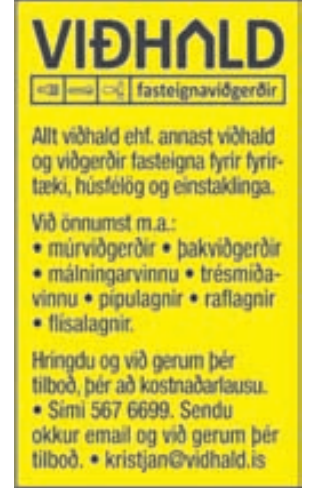 VIÐHALD
fasteignaviðgerðir
Allt viðhald ehf. annast viðhald
og viðgerðir fasteigna fyrir fyrir-
tæki, húsfélög og einstaklinga.
Við önnumst m.a.:
• múrviðgerðir • þakviðgerðir
• málningarvinnu • trésmíða-
vinnu • pípulagnir • raflagnir
• flísalagnir.
Hringdu og við gerum þér
tilboð, þér að kostnaðarlausu.
• Sími 567 6699. Sendu
okkur email og við gerum þér
tilboð. • kristjan@vidhald.is